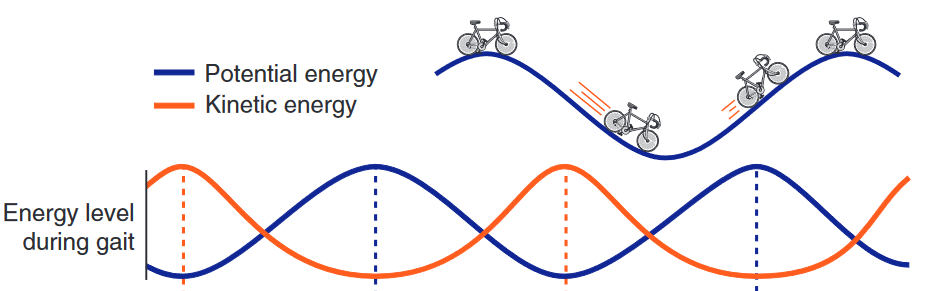 Potential energy
Kinetic energy
Energy level
during gait